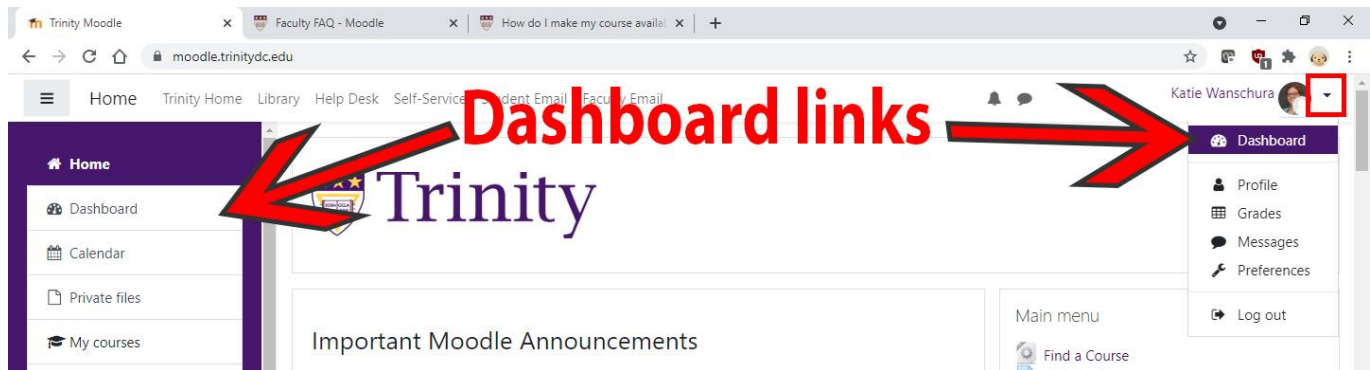 Trinity Moodle
Faculty FAQ - Moodle
How do I make my course availa
moodle.trinitydc.edu
1
Home Trinity Home Library Help Desk Self-Service Student Email Faculty Email
Katie Wanschura
Dashboard links
Home
Dashboard
Calendar
Private files
My courses
Trinity
Important Moodle Announcements
Main menu
Find a Course
Dashboard
Profile
Grades
Messages
Preferences
Log out